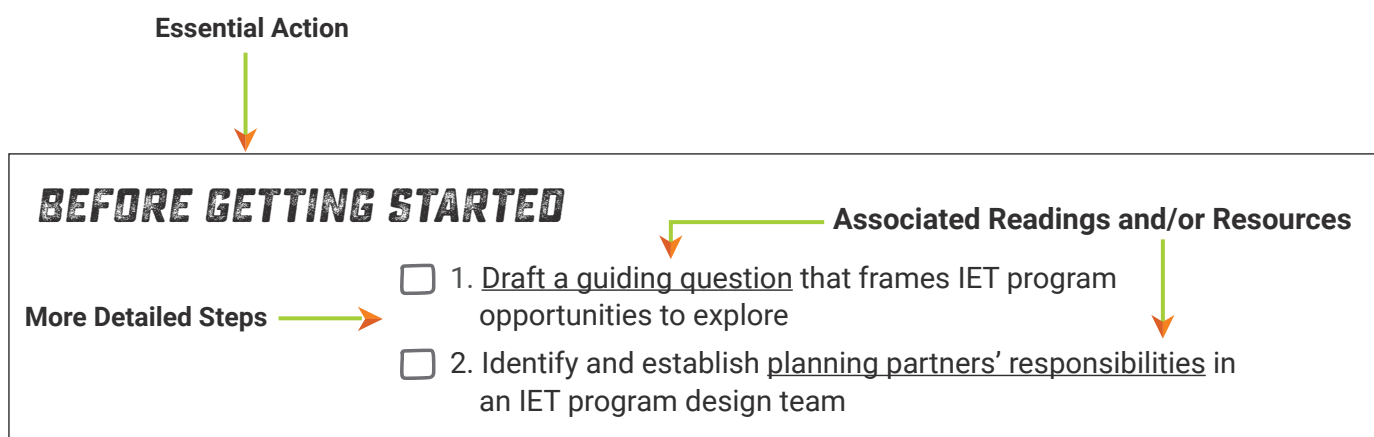 Essential Action
BEFORE GETTING STARTED
Associated Readings and/or Resources
1. Draft a guiding question that frames IET program
opportunities to explore
More Detailed Steps
2. Identify and establish planning partners’ responsibilities in
an IET program design team